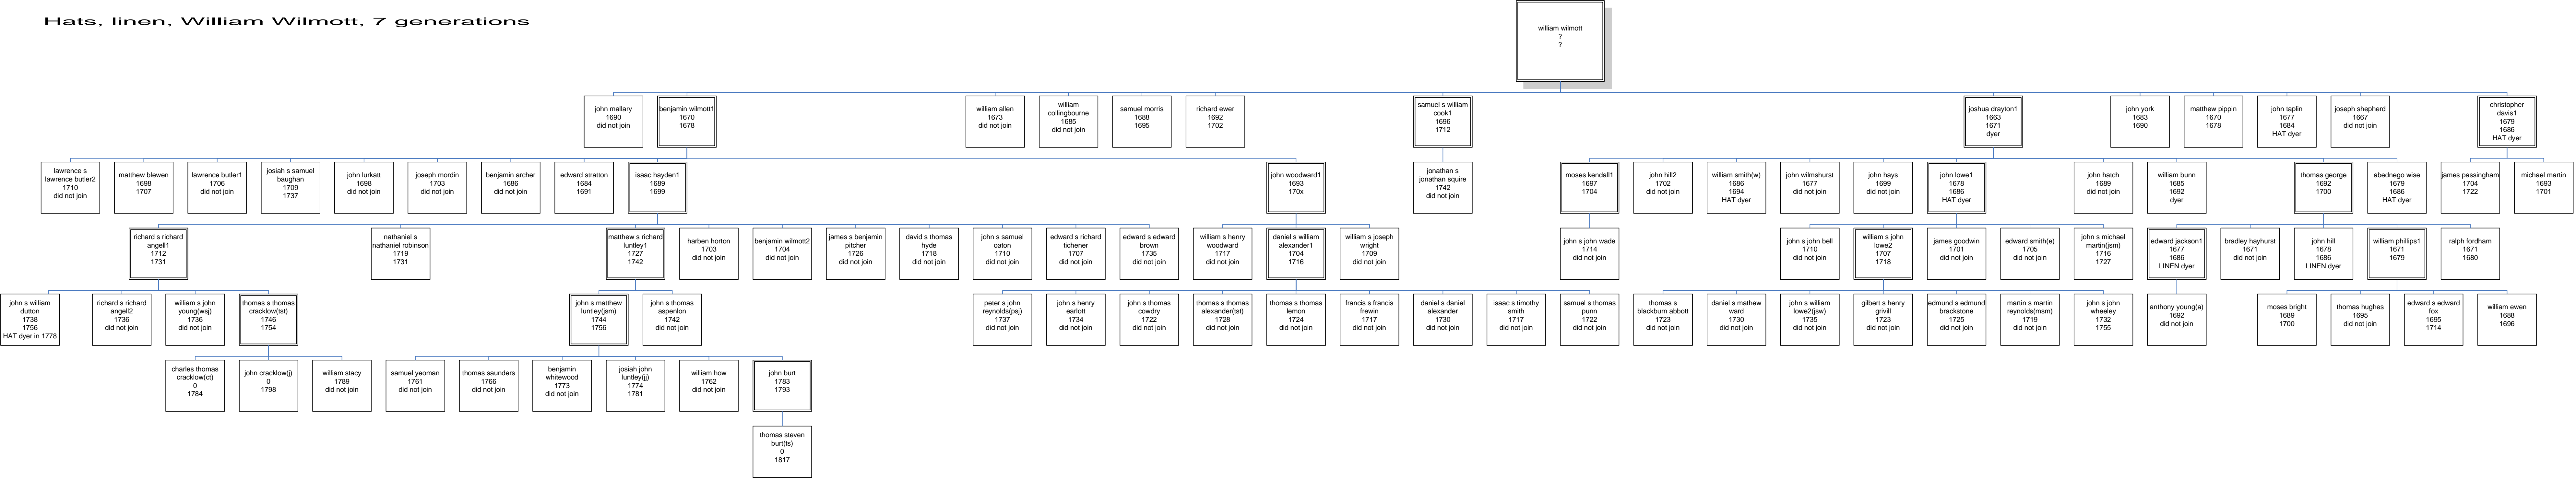 Hats, linen, William Wilmott, 7 generations
william wilmott
?
?
john mallary
1690
did not join
benjamin wilmott1
1670
1678
william allen
1673
did not join
william
collingbourne
1685
did not join
samuel morris
1688
1695
richard ewer
1692
1702
samuel s william
cook1
1696
1712
joshua drayton1
1663
1671
dyer
john york
1683
1690
matthew pippin
1670
1678
john taplin
1677
1684
HAT dyer
joseph shepherd
1667
did not join
christopher
davis1
1679
1686
HAT dyer
lawrence s
lawrence butler2
1710
did not join
matthew blewen
1698
1707
lawrence butler1
1706
did not join
josiah s samuel
baughan
1709
1737
john lurkatt
1698
did not join
joseph mordin
1703
did not join
benjamin archer
1686
did not join
edward stratton
1684
1691
isaac hayden1
1689
1699
john woodward1
1693
170x
jonathan s
jonathan squire
1742
did not join
moses kendall1
1697
1704
john hill2
1702
did not join
william smith(w)
1686
1694
HAT dyer
john wilmshurst
1677
did not join
john hays
1699
did not join
john lowe1
1678
1686
HAT dyer
john hatch
1689
did not join
william bunn
1685
1692
dyer
thomas george
1692
1700
abednego wise
1679
1686
HAT dyer
james passingham
1704
1722
michael martin
1693
1701
richard s richard
angell1
1712
1731
nathaniel s
nathaniel robinson
1719
1731
matthew s richard
luntley1
1727
1742
harben horton
1703
did not join
benjamin wilmott2
1704
did not join
james s benjamin
pitcher
1726
did not join
david s thomas
hyde
1718
did not join
john s samuel
oaton
1710
did not join
edward s richard
tichener
1707
did not join
edward s edward
brown
1735
did not join
william s henry
woodward
1717
did not join
daniel s william
alexander1
1704
1716
william s joseph
wright
1709
did not join
john s john wade
1714
did not join
john s john bell
1710
did not join
william s john
lowe2
1707
1718
james goodwin
1701
did not join
edward smith(e)
1705
did not join
john s michael
martin(jsm)
1716
1727
edward jackson1
1677
1686
LINEN dyer
bradley hayhurst
1671
did not join
john hill
1678
1686
LINEN dyer
william phillips1
1671
1679
ralph fordham
1671
1680
john s william
dutton
1738
1756
HAT dyer in 1778
richard s richard
angell2
1736
did not join
william s john
young(wsj)
1736
did not join
thomas s thomas
cracklow(tst)
1746
1754
john s matthew
luntley(jsm)
1744
1756
john s thomas
aspenlon
1742
did not join
peter s john
reynolds(psj)
1737
did not join
john s henry
earlott
1734
did not join
john s thomas
cowdry
1722
did not join
thomas s thomas
alexander(tst)
1728
did not join
thomas s thomas
lemon
1724
did not join
francis s francis
frewin
1717
did not join
daniel s daniel
alexander
1730
did not join
isaac s timothy
smith
1717
did not join
samuel s thomas
punn
1722
did not join
thomas s
blackburn abbott
1723
did not join
daniel s mathew
ward
1730
did not join
john s william
lowe2(jsw)
1735
did not join
gilbert s henry
grivill
1723
did not join
edmund s edmund
brackstone
1725
did not join
martin s martin
reynolds(msm)
1719
did not join
john s john
wheeley
1732
1755
anthony young(a)
1692
did not join
moses bright
1689
1700
thomas hughes
1695
did not join
edward s edward
fox
1695
1714
william ewen
1688
1696
charles thomas
cracklow(ct)
0
1784
john cracklow(j)
0
1798
william stacy
1789
did not join
samuel yeoman
1761
did not join
thomas saunders
1766
did not join
benjamin
whitewood
1773
did not join
josiah john
luntley(jj)
1774
1781
william how
1762
did not join
john burt
1783
1793
thomas steven
burt(ts)
0
1817